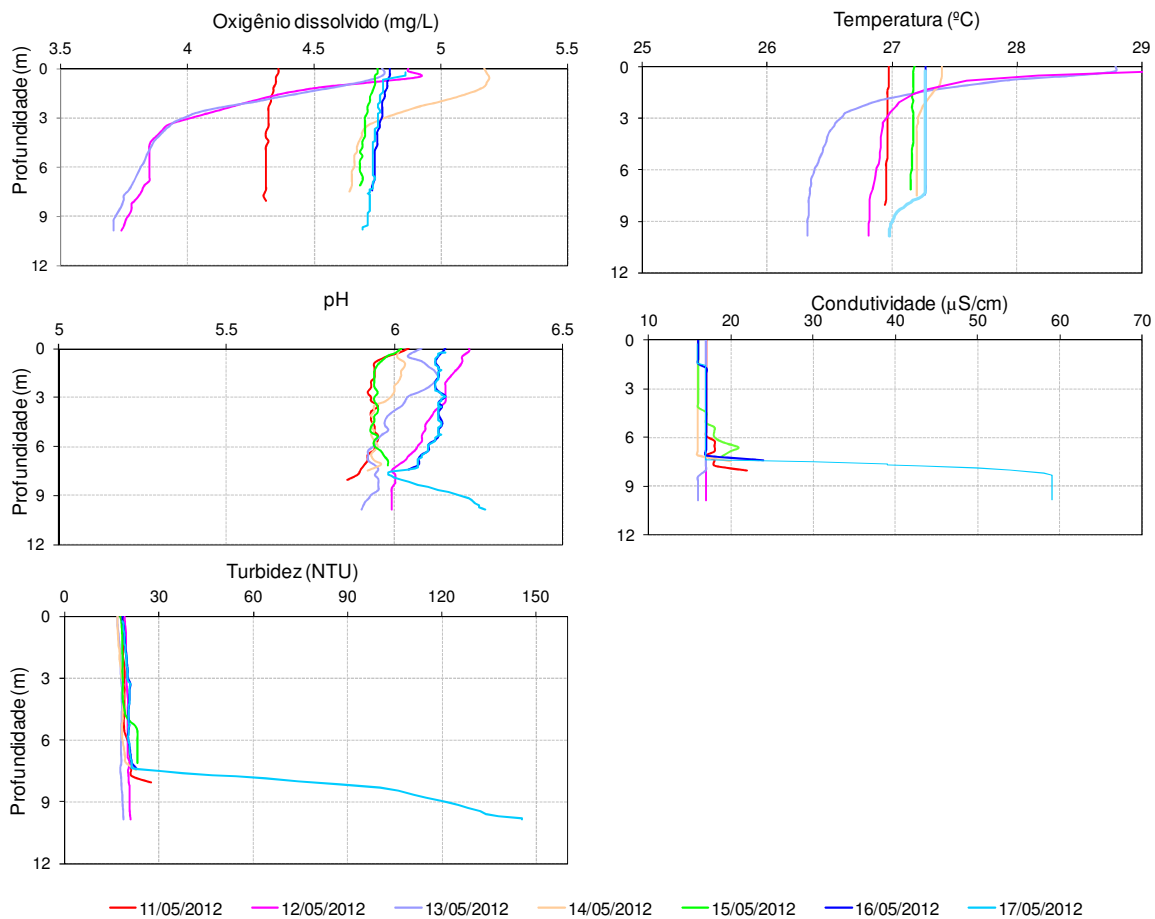 Oxigênio dissolvido (mg/L)
3.5 4 4.5 5 5.5
Profundidade (m)
0
3
6
9
12
Temperatura (ºC)
25 26 27 28 29
0
3
6
9
12
pH
5 5.5 6 6.5
0
3
6
9
12
Condutividade (µS/cm)
10 20 30 40 50 60 70
0
3
6
9
12
Turbidez (NTU)
0 30 60 90 120 150
Profundidade (m)
0
3
6
9
12
11/05/2012 12/05/2012 13/05/2012 14/05/2012 15/05/2012 16/05/2012 17/05/2012